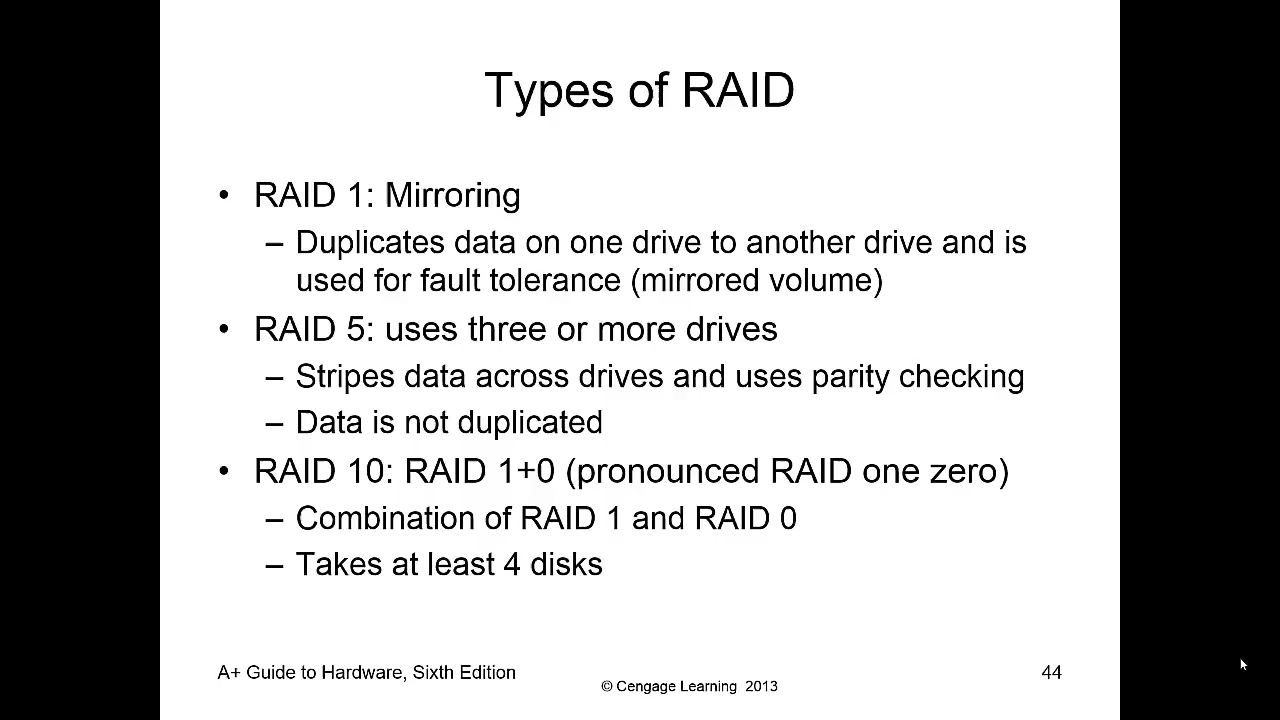 Types of RAID
• RAID 1: Mirroring
– Duplicates data on one drive to another drive and is
used for fault tolerance (mirrored volume)
• RAID 5: uses three or more drives
– Stripes data across drives and uses parity checking
– Data is not duplicated
• RAID 10: RAID 1+0 (pronounced RAID one zero)
– Combination of RAID 1 and RAID 0
– Takes at least 4 disks
A+ Guide to Hardware, Sixth Edition
© Cengage Learning 2013
44